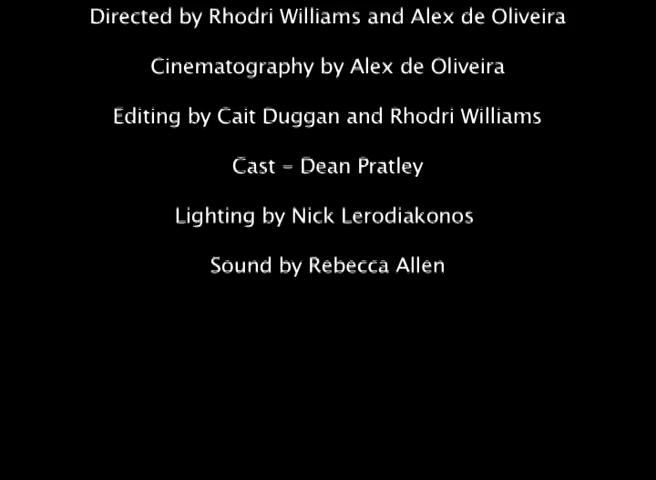 Directed by Rhodri Williams and Alex de Oliveira
Cinematography by Alex de Oliveira
Editing by Cait Duggan and Rhodri Williams
Cast – Dean Pratley
Lighting by Nick Lerodiakonos
Sound by Rebecca Allen